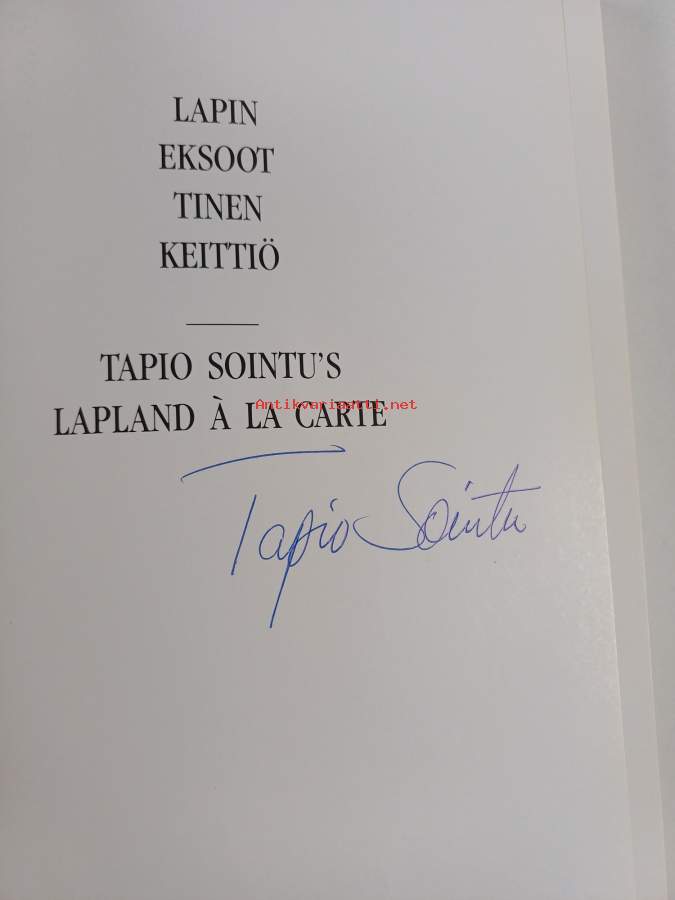 LAPIN
EKSOOT
TINEN
KEITTIÖ
TAPIO SOINTU'S
Antikvariaatti.net
LAPLAND À LA CARTE
Tapio Sointu